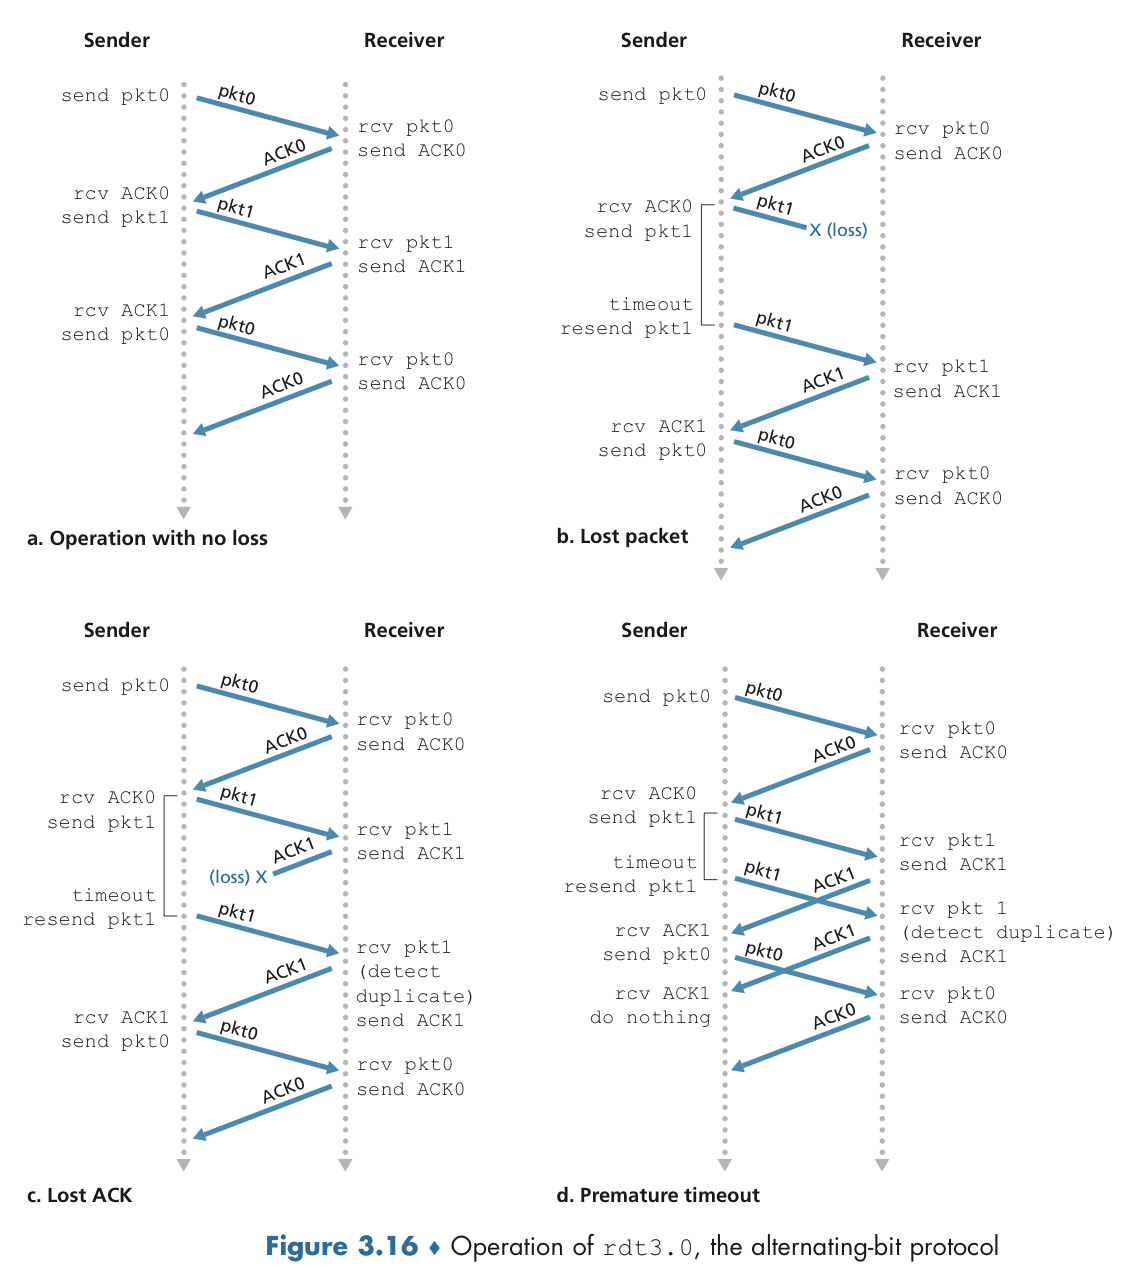 Sender Receiver
send pkt0
pkt0
rcv pkt0
send ACK0
ACK0
rcv ACK0
send pkt1
pkt1
rcv pkt1
send ACK1
ACK1
rcv ACK1
send pkt0
pkt0
rcv pkt0
send ACK0
ACK0
a. Operation with no loss
Sender Receiver
send pkt0
pkt0
rcv pkt0
send ACK0
ACK0
rcv ACK0
send pkt1
pkt1
X (loss)
timeout
resend pkt1
pkt1
rcv pkt1
send ACK1
ACK1
rcv ACK1
send pkt0
pkt0
rcv pkt0
send ACK0
ACK0
b. Lost packet
Sender Receiver
send pkt0
pkt0
rcv pkt0
send ACK0
ACK0
rcv ACK0
send pkt1
pkt1
rcv pkt1
send ACK1
ACK1
(loss) X
timeout
resend pkt1
pkt1
rcv pkt1
(detect
duplicate)
send ACK1
ACK1
rcv ACK1
send pkt0
pkt0
rcv pkt0
send ACK0
ACK0
c. Lost ACK
Sender Receiver
send pkt0
pkt0
rcv pkt0
send ACK0
ACK0
rcv ACK0
send pkt1
pkt1
rcv pkt1
send ACK1
timeout
resend pkt1
pkt1
ACK1
rcv pkt 1
(detect duplicate)
send ACK1
rcv ACK1
send pkt0
pkt0
ACK1
rcv ACK1
do nothing
rcv pkt0
send ACK0
ACK0
d. Premature timeout
Figure 3.16 ♦ Operation of rdt3.0, the alternating-bit protocol